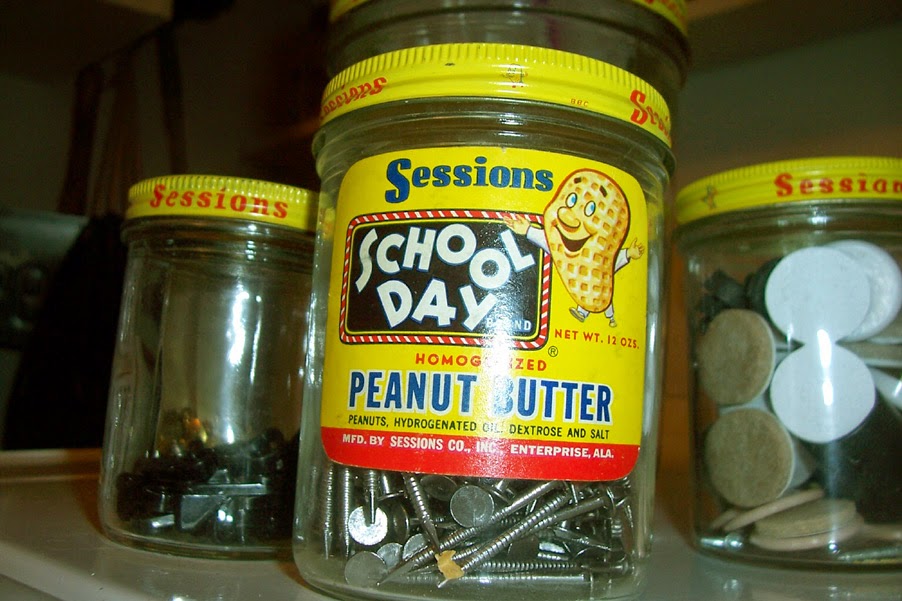 Sessions
Sessions
Sessions
SCHOOL
DAY
NET WT. 12 OZS.
®
PEANUT BUTTER
PEANUTS, HYDROGENATED OIL, DEXTROSE AND SALT
MFD. BY SESSIONS CO., INC., ENTERPRISE, ALA.
Sessions